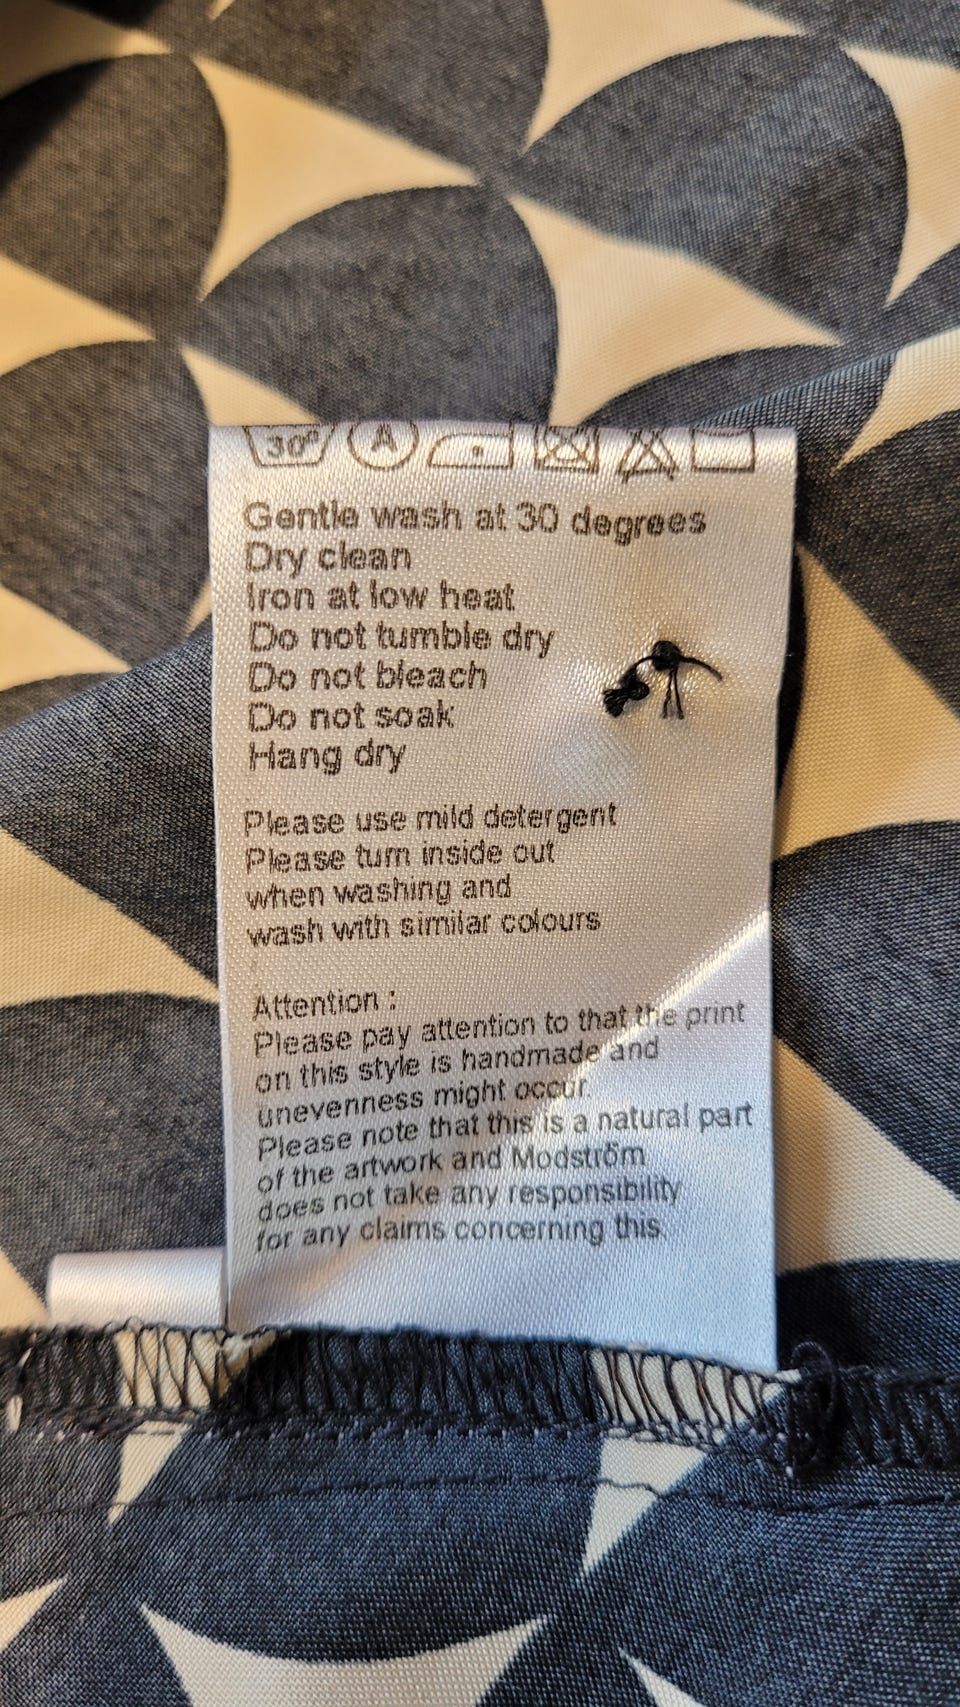 30° A
Gentle wash at 30 degrees
Dry clean
Iron at low heat
Do not tumble dry
Do not bleach
Do not soak
Hang dry
Please use mild detergent
Please turn inside out
when washing and
wash with similar colours
Attention :
Please pay attention to that the print
on this style is handmade and
unevenness might occur.
Please note that this is a natural part
of the artwork and Modström
does not take any responsibility
for any claims concerning this.